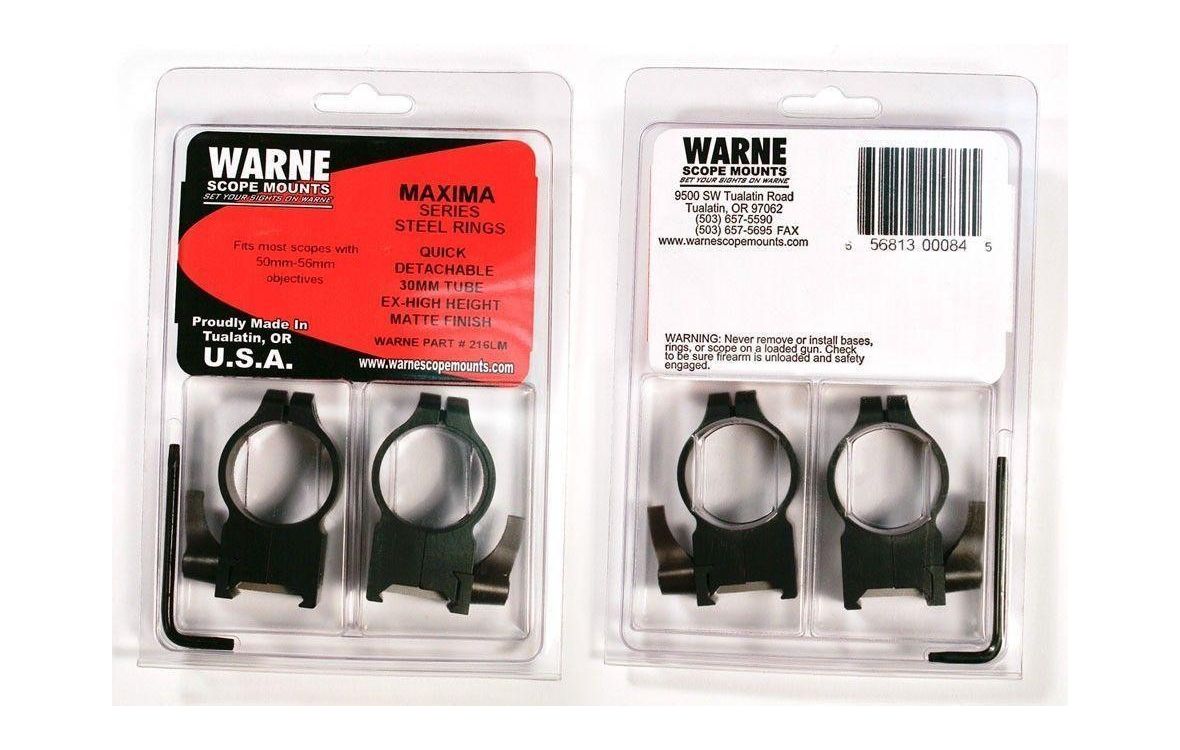 WARNE
SCOPE MOUNTS
SET YOUR SIGHTS ON WARNE
MAXIMA
SERIES
STEEL RINGS
Fits most scopes with
50mm-56mm
objectives
QUICK
DETACHABLE
30MM TUBE
EX-HIGH HEIGHT
MATTE FINISH
WARNE PART # 216LM
Proudly Made In
Tualatin, OR
U.S.A.
www.warnescopemounts.com
WARNE
SCOPE MOUNTS
SET YOUR SIGHTS ON WARNE
9500 SW Tualatin Road
Tualatin, OR 97062
(503) 657-5590
(503) 657-5695 FAX
www.warnescopemounts.com
6 56813 00084 5
WARNING: Never remove or install bases,
rings, or scope on a loaded gun. Check
to be sure firearm is unloaded and safety
engaged.